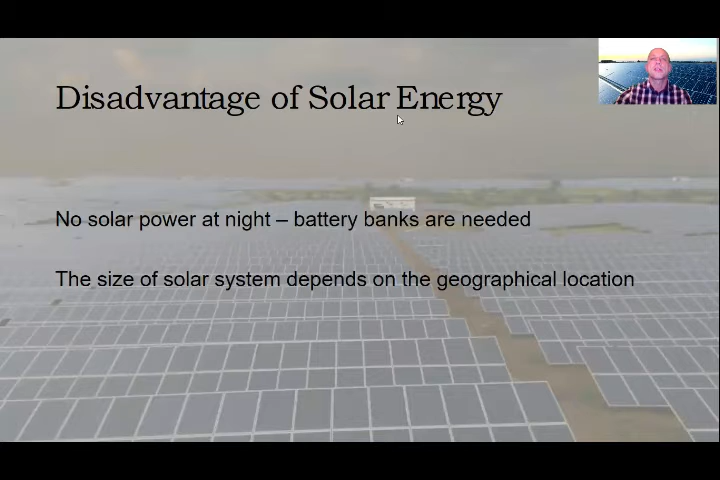 Disadvantage of Solar Energy
No solar power at night – battery banks are needed
The size of solar system depends on the geographical location